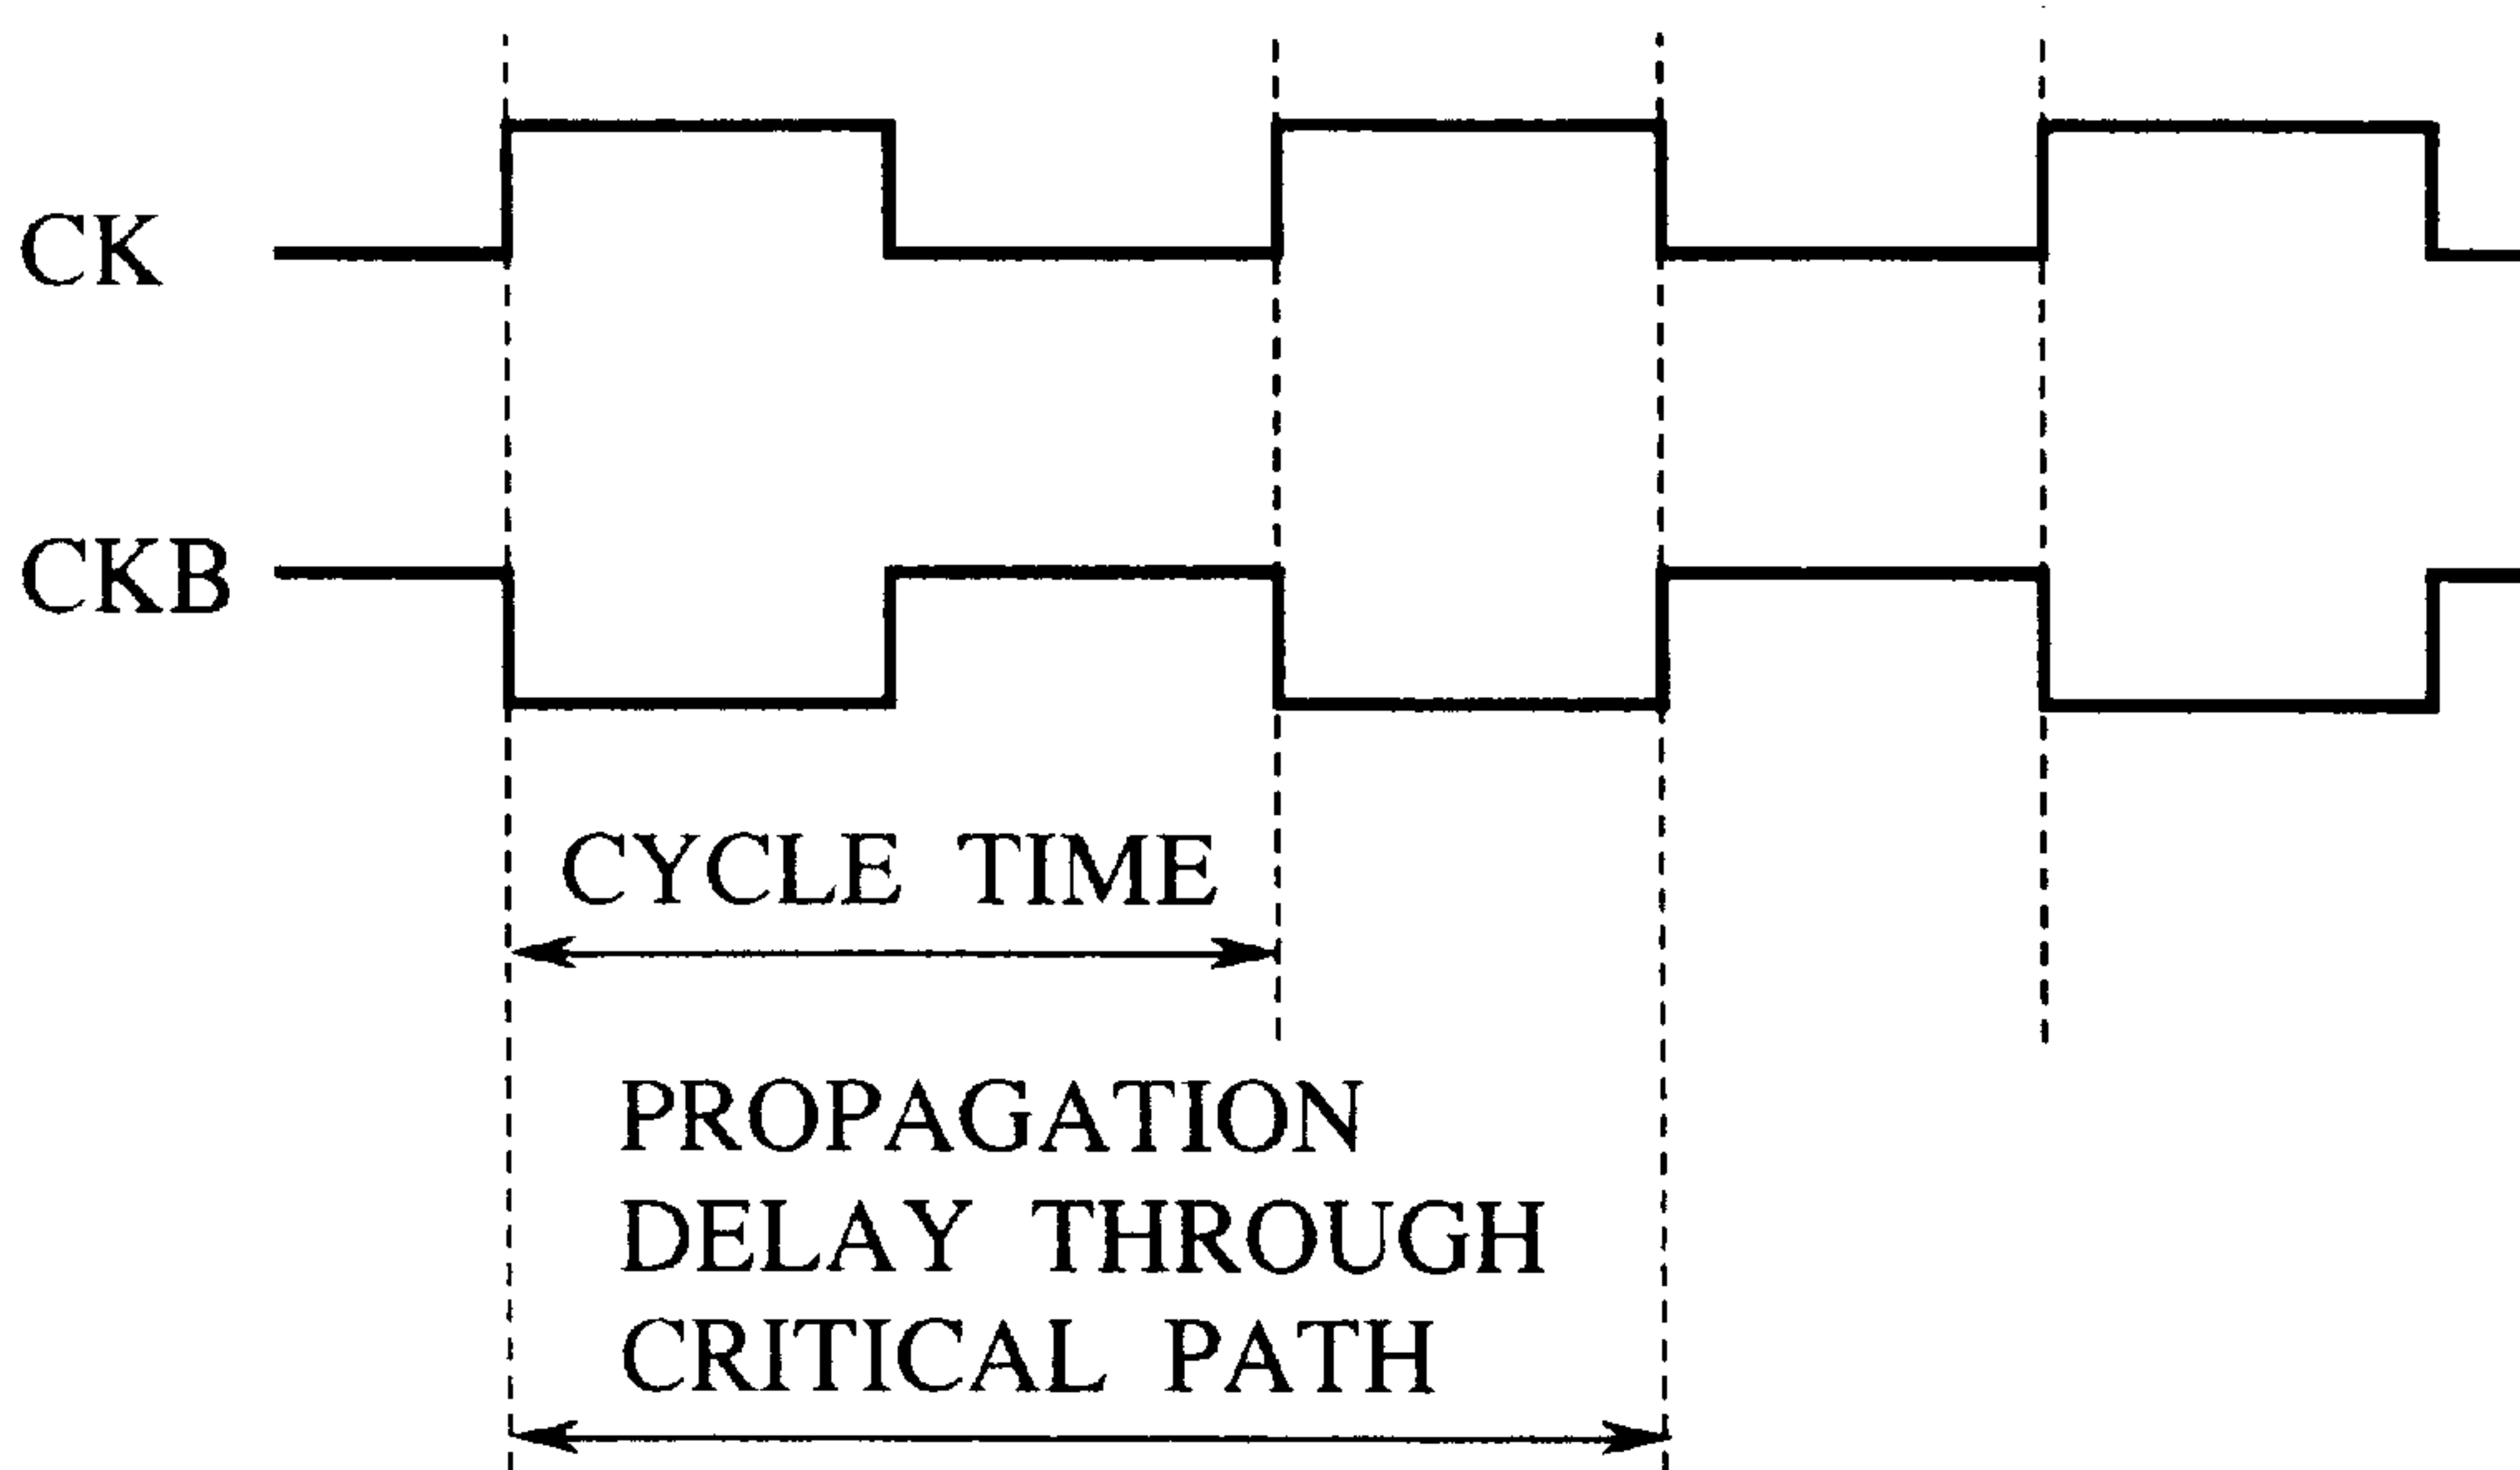 CK
CKB
CYCLE TIME
PROPAGATION
DELAY THROUGH
CRITICAL PATH